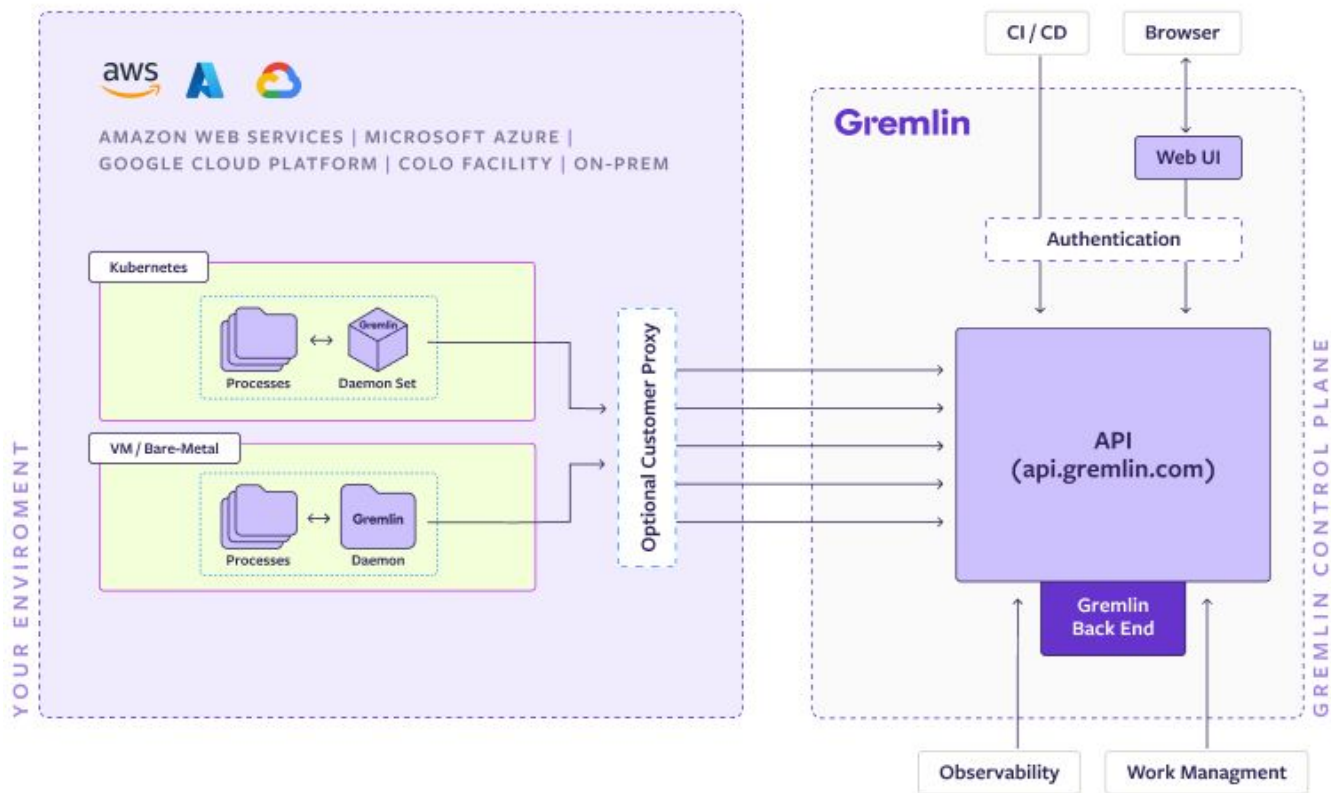 CI / CD
Browser
aws
Gremlin
AMAZON WEB SERVICES | MICROSOFT AZURE |
GOOGLE CLOUD PLATFORM | COLO FACILITY | ON-PREM
Web UI
Authentication
Kubernetes
Gremlin
Processes
Daemon Set
VM / Bare-Metal
Gremlin
Processes
Daemon
Optional Customer Proxy
API
(api.gremlin.com)
Gremlin
Back End
YOUR ENVIROMENT
GREMLIN CONTROL PLANE
Observability
Work Managment